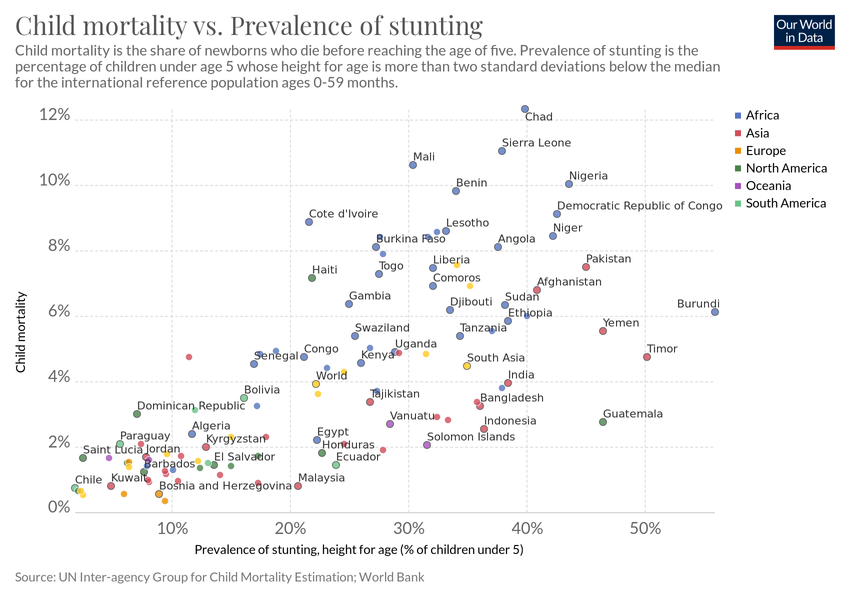 Child mortality vs. Prevalence of stunting
Our World
in Data
Child mortality is the share of newborns who die before reaching the age of five. Prevalence of stunting is the
percentage of children under age 5 whose height for age is more than two standard deviations below the median
for the international reference population ages 0-59 months.
12%
10%
8%
6%
4%
2%
0%
Child mortality
Chad
Sierra Leone
Mali
Nigeria
Benin
Democratic Republic of Congo
Cote d'Ivoire
Lesotho
Niger
Burkina Faso
Angola
Togo
Liberia
Pakistan
Haiti
Comoros
Afghanistan
Gambia
Djibouti
Sudan
Burundi
Ethiopia
Swaziland
Tanzania
Yemen
Senegal
Congo
Kenya
Uganda
South Asia
Timor
World
India
Bolivia
Tajikistan
Bangladesh
Dominican Republic
Vanuatu
Indonesia
Guatemala
Algeria
Paraguay
Kyrgyzstan
Egypt
Solomon Islands
Saint Lucia
Jordan
Honduras
Barbados
El Salvador
Ecuador
Chile
Kuwait
Bosnia and Herzegovina
Malaysia
10%
20%
30%
40%
50%
Prevalence of stunting, height for age (% of children under 5)
Africa
Asia
Europe
North America
Oceania
South America
Source: UN Inter-agency Group for Child Mortality Estimation; World Bank